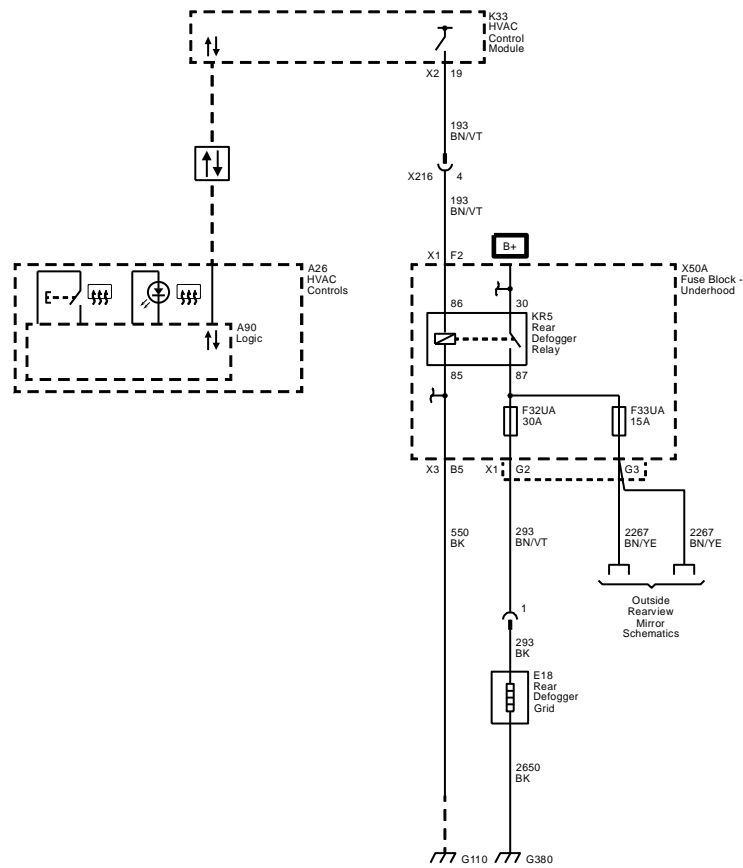 K33
HVAC
Control
Module
X2 19
193
BN/VT
X216 4
193
BN/VT
X1 F2
B+
X50A
Fuse Block -
Underhood
A26
HVAC
Controls
A90
Logic
86
30
KR5
Rear
Defogger
Relay
85
87
F32UA
30A
F33UA
15A
X3 B5
X1 G2
G3
550
BK
293
BN/VT
2267
BN/YE
2267
BN/YE
Outside
Rearview
Mirror
Schematics
1
293
BK
E18
Rear
Defogger
Grid
2650
BK
G110
G380